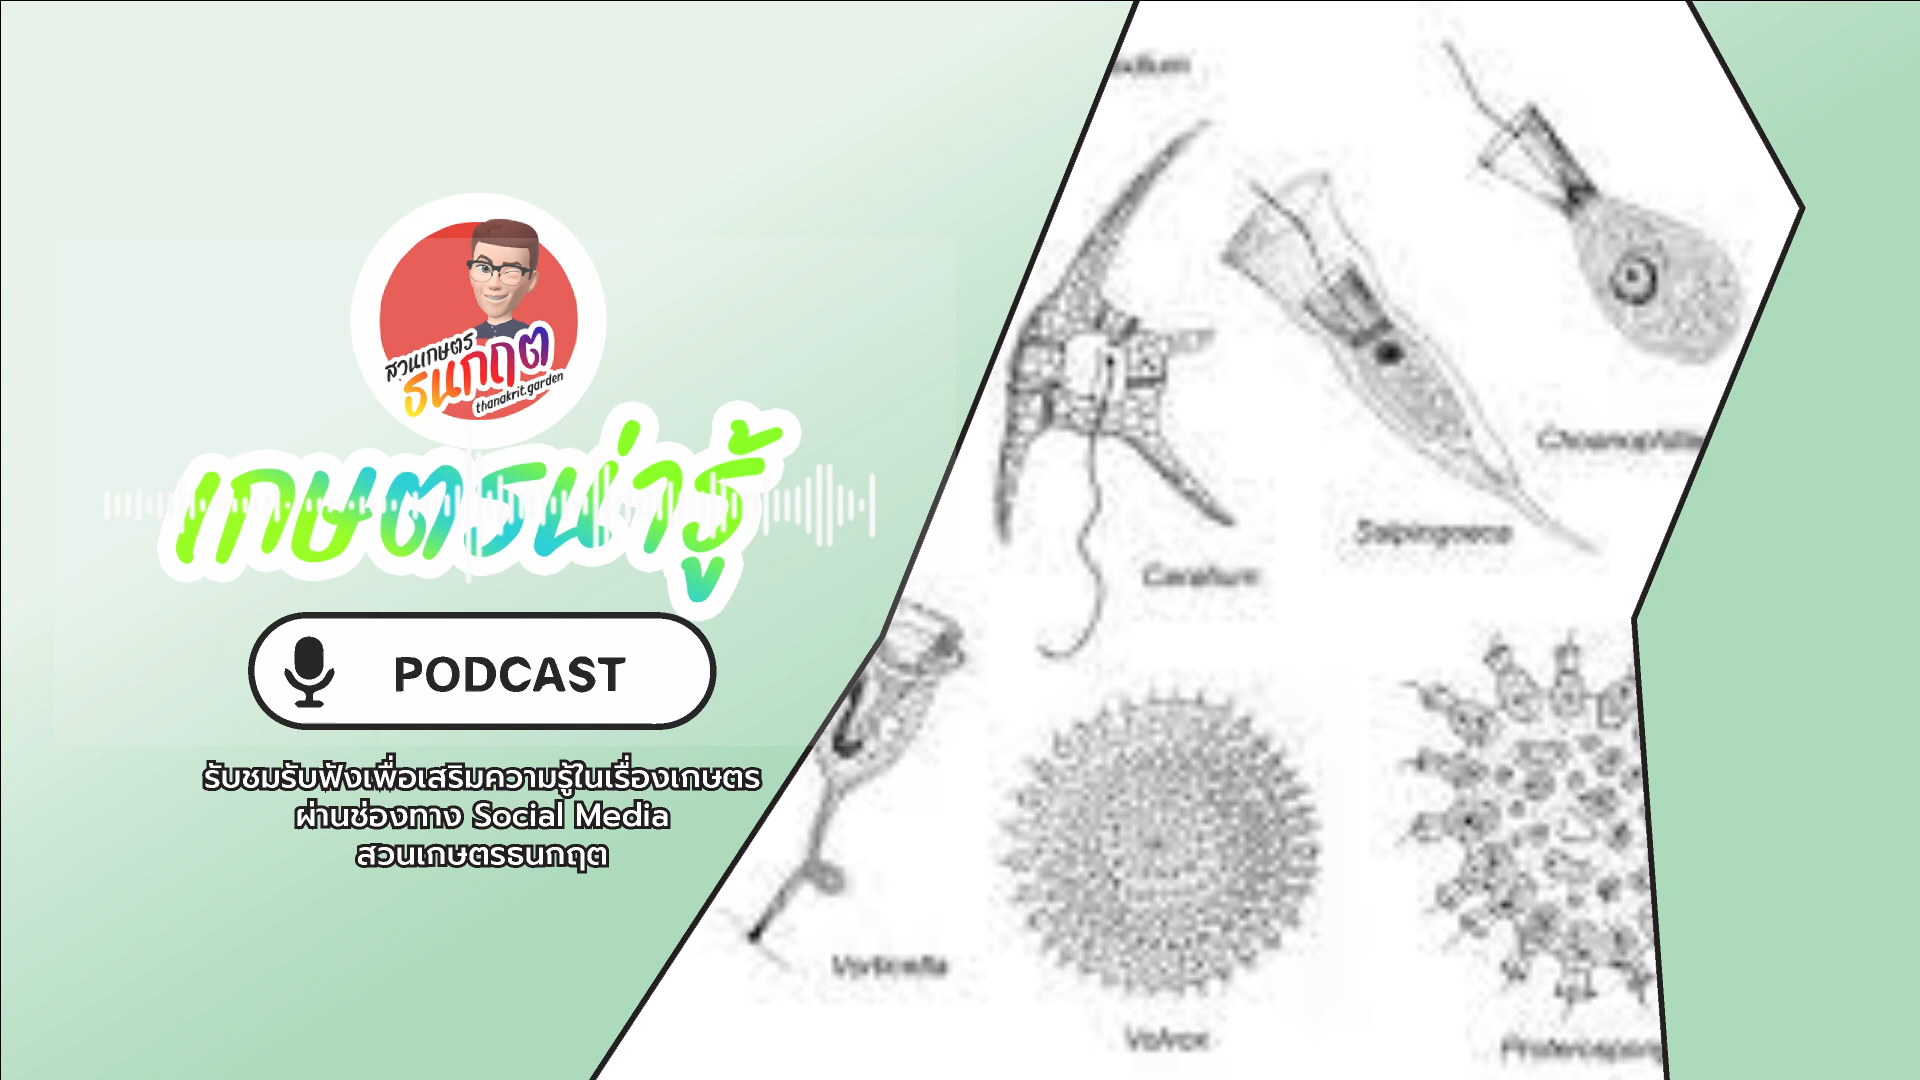 สวนเกษตร
ธนกฤต
thanakrit.garden
เกษตรน่ารู้
PODCAST
รับชมรับฟังเพื่อเสริมความรู้ในเรื่องเกษตร
ผ่านช่องทาง Social Media
สวนเกษตรธนกฤต
Salpingoeca
Ceratium
Vorticella
Volvox